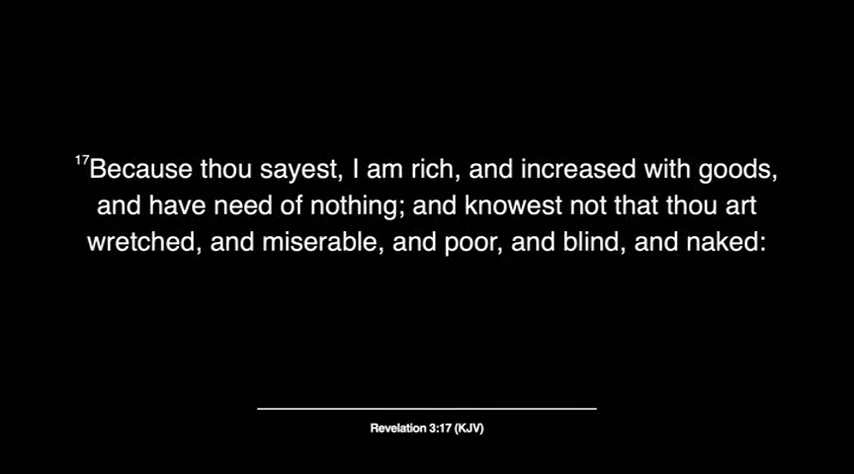 17Because thou sayest, I am rich, and increased with goods,
and have need of nothing; and knowest not that thou art
wretched, and miserable, and poor, and blind, and naked:
Revelation 3:17 (KJV)